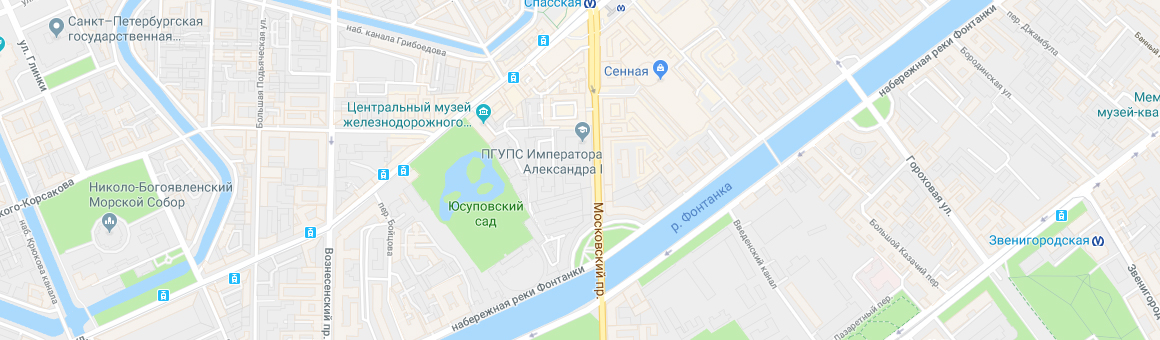 Спасская
Санкт–Петербургская
государственная...
ул. Глинки
Большая Подьяческая ул.
наб. канала Грибоедова
Сенная
Центральный музей
железнодорожного...
ПГУПС Императора
Александра I
набережная реки Фонтанки
пер. Джамбула
Бородинская ул.
Банный
Мем
музей-ква
Николо-Богоявленский
Морской Собор
кого-Корсакова
наб. Крюкова канала
пер. Бойцова
Юсуповский
сад
Вознесенский пр.
Московский пр.
р. Фонтанка
Введенский канал
Гороховая ул.
Большой Казачий пер.
Звенигородская
Звенигород
Лазаретный пер.
набережная реки Фонтанки